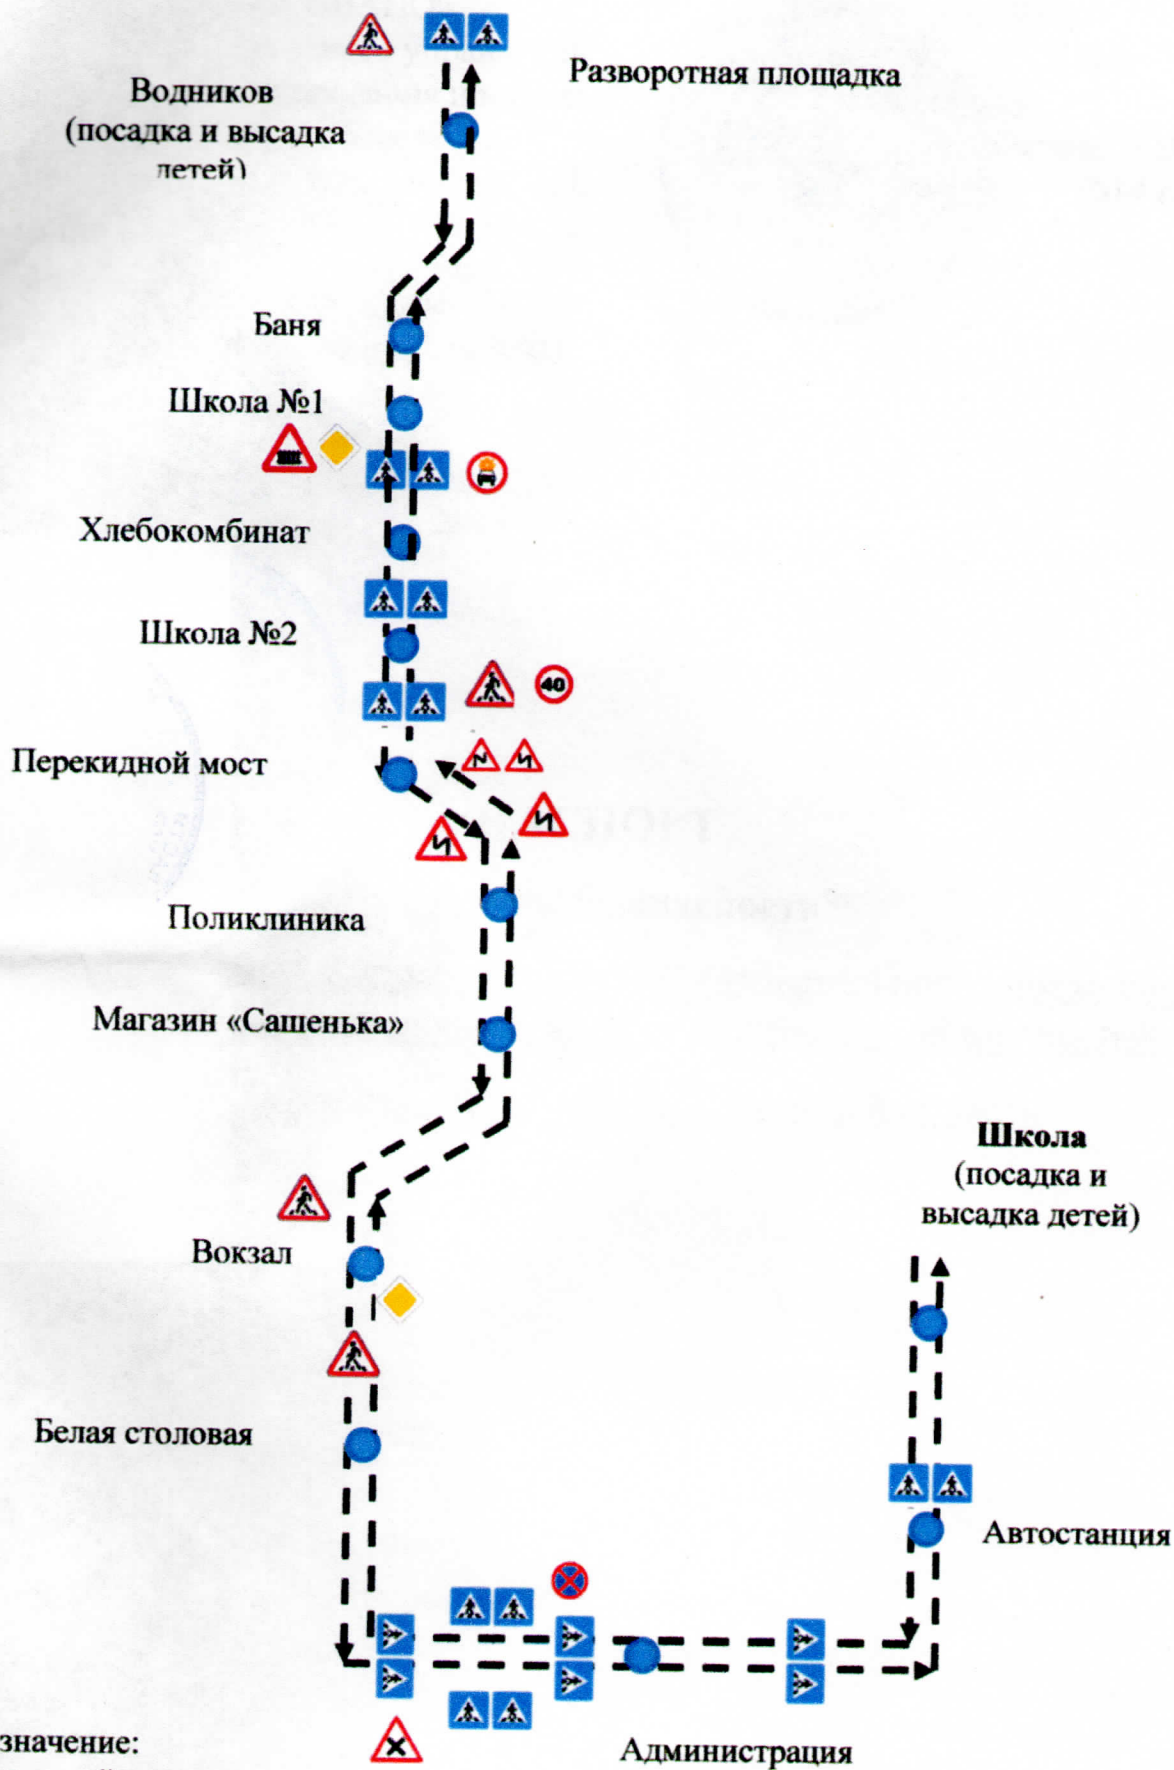 Разворотная площадка
Водников
(посадка и высадка
детей)
Баня
Школа №1
Хлебокомбинат
Школа №2
40
Перекидной мост
Поликлиника
Магазин «Сашенька»
Школа
(посадка и
высадка детей)
Вокзал
Белая столовая
Автостанция
значение:
Администрация